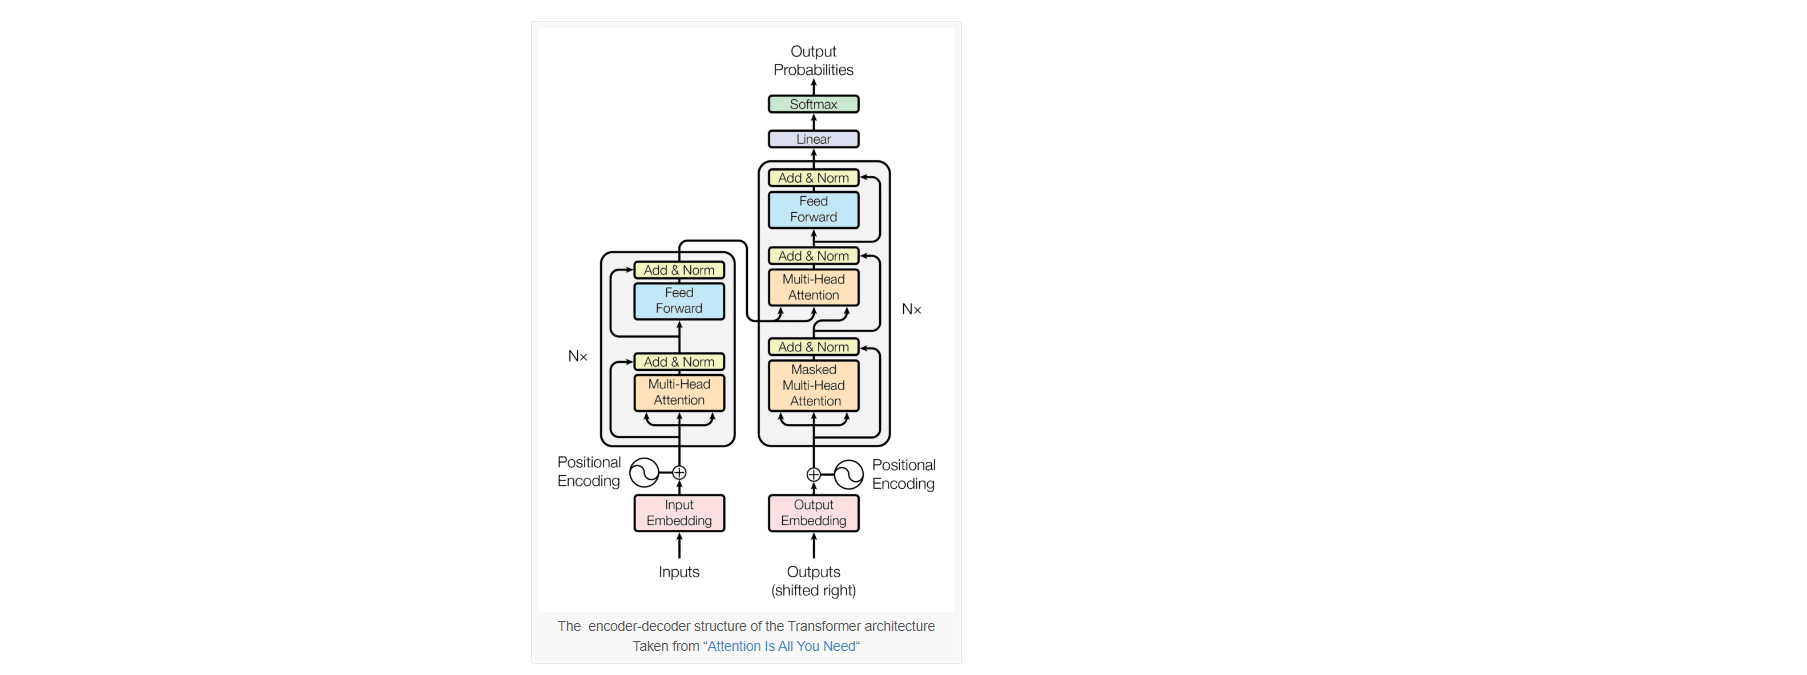 Output
Probabilities
Softmax
Linear
Add & Norm
Feed
Forward
Add & Norm
Multi-Head
Attention
Add & Norm
Masked
Multi-Head
Attention
N×
Add & Norm
Feed
Forward
Add & Norm
Multi-Head
Attention
N×
Positional
Encoding
Positional
Encoding
Input
Embedding
Output
Embedding
Inputs
Outputs
(shifted right)
The  encoder-decoder structure of the Transformer architecture
Taken from “Attention Is All You Need“